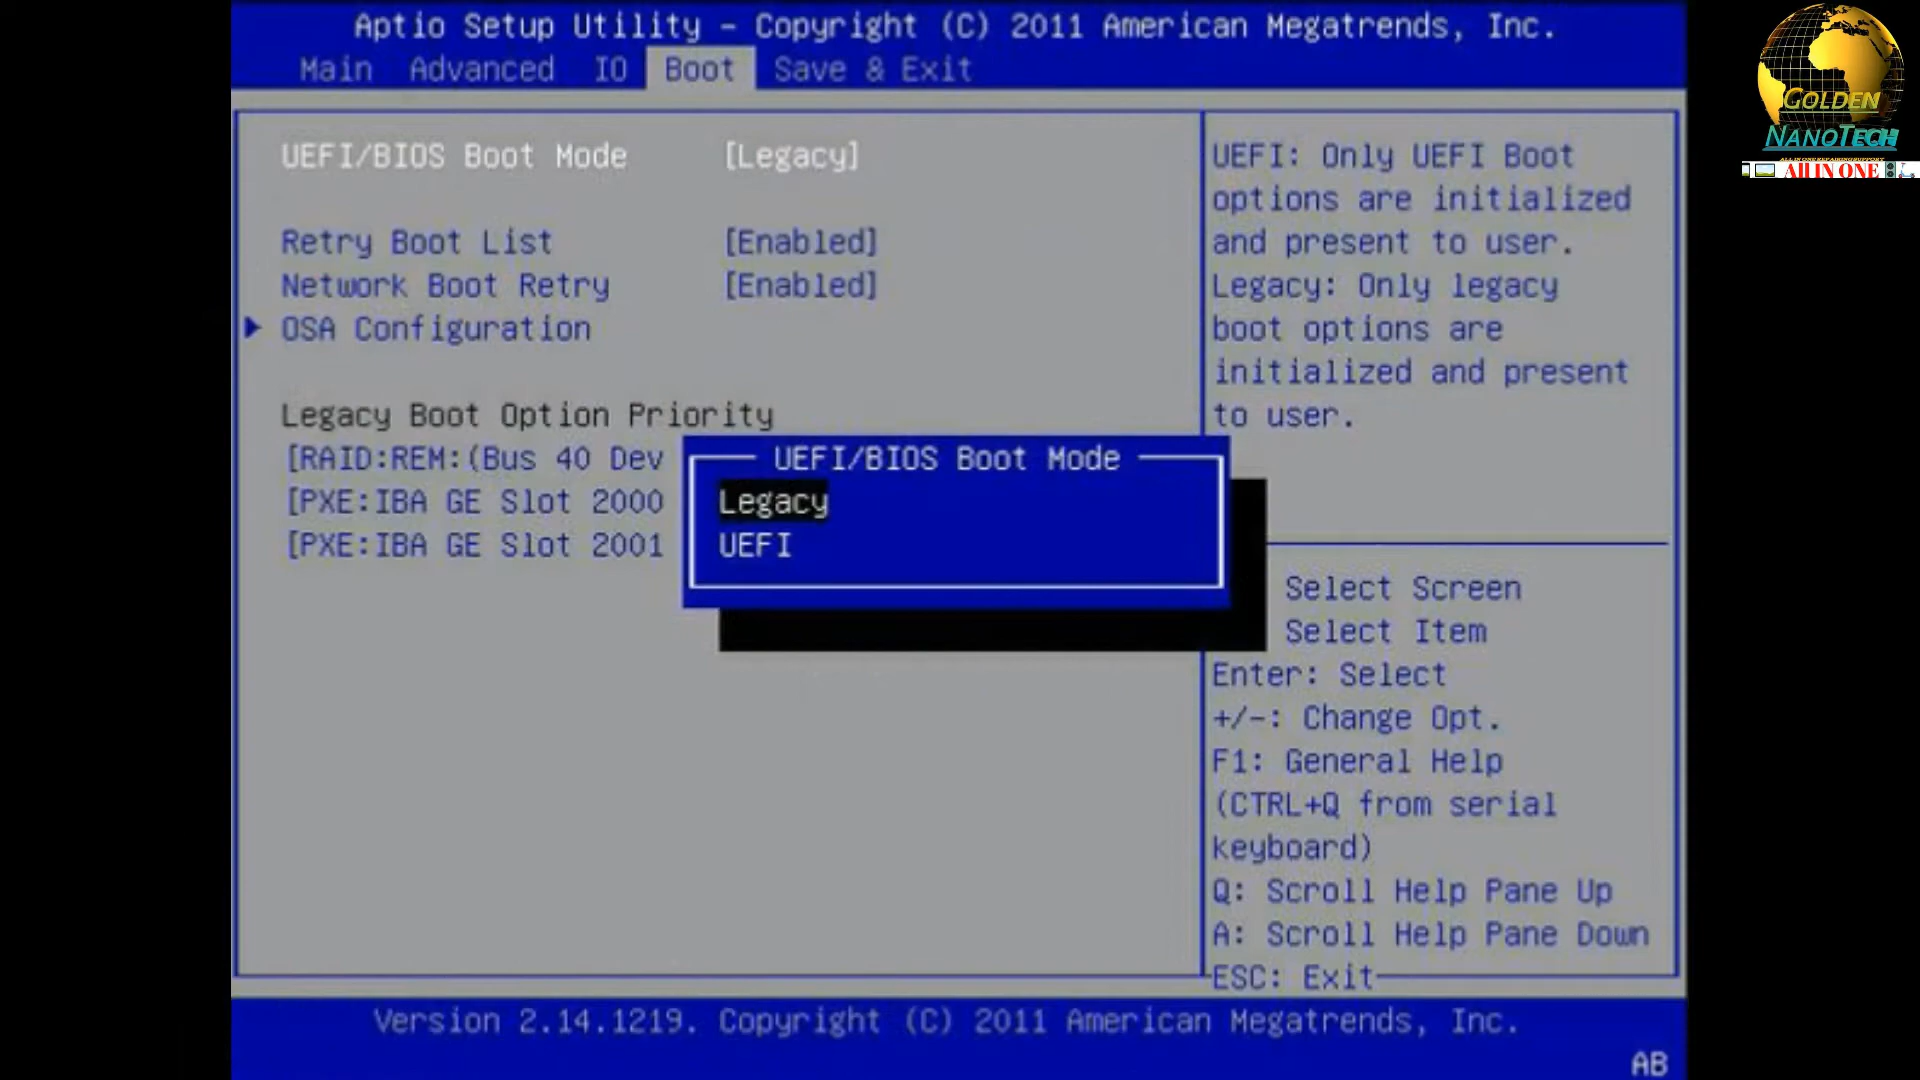 Aptio Setup Utility – Copyright (C) 2011 American Megatrends, Inc.
Main Advanced IO Boot Save & Exit
UEFI/BIOS Boot Mode [Legacy]
Retry Boot List [Enabled]
Network Boot Retry [Enabled]
OSA Configuration
Legacy Boot Option Priority
[RAID:REM:(Bus 40 Dev
[PXE:IBA GE Slot 2000
[PXE:IBA GE Slot 2001
UEFI/BIOS Boot Mode
Legacy
UEFI
UEFI: Only UEFI Boot
options are initialized
and present to user.
Legacy: Only legacy
boot options are
initialized and present
to user.
Select Screen
Select Item
Enter: Select
+/-: Change Opt.
F1: General Help
(CTRL+Q from serial
keyboard)
Q: Scroll Help Pane Up
A: Scroll Help Pane Down
ESC: Exit
Version 2.14.1219. Copyright (C) 2011 American Megatrends, Inc.
AB
GOLDEN
NANOTECH
ALL IN ONE REPAIRING SUPPORT
All IN ONE